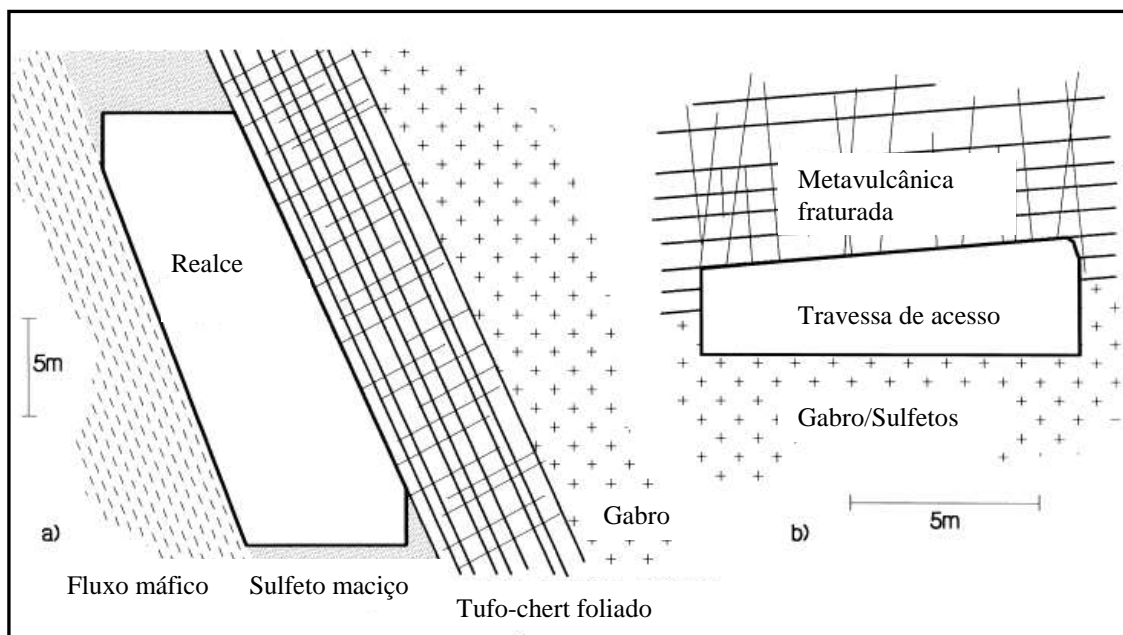 Realce
5m
a)
Fluxo máfico
Sulfeto maciço
Tufo-chert foliado
Gabro
Metavulcânica
fraturada
Travessa de acesso
Gabro/Sulfetos
5m
b)